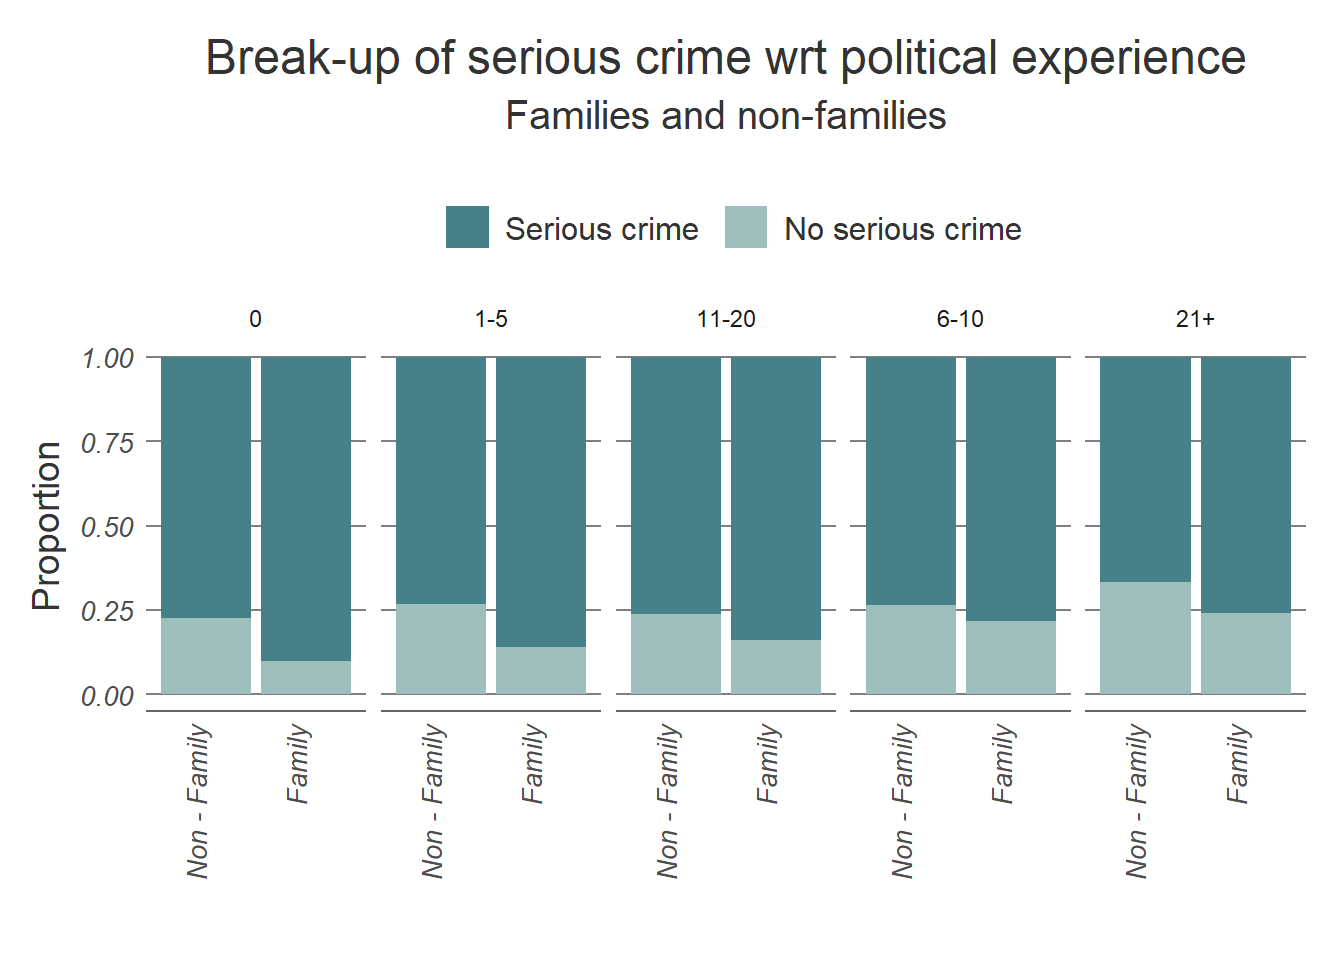 Break-up of serious crime wrt political experience
Families and non-families
Serious crime No serious crime
0 1-5 11-20 6-10 21+
1.00
0.75
0.50
0.25
0.00
Proportion
Non - Family Family Non - Family Family Non - Family Family Non - Family Family Non - Family Family